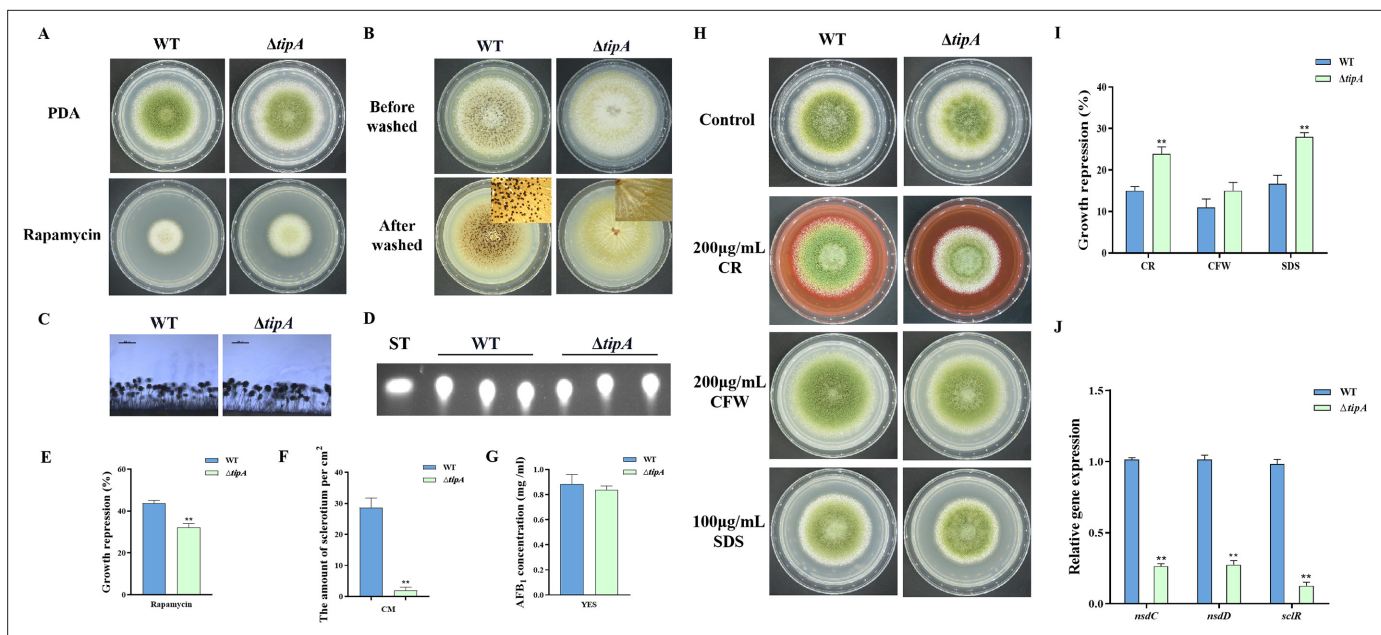 A
WT
ΔtipA
PDA
Rapamycin
B
WT
ΔtipA
Before
washed
After
washed
C
WT
ΔtipA
D
ST
WT
ΔtipA
E
Growth repression (%)
60
40
20
0
WT
ΔtipA
**
Rapamycin
F
The amount of sclerotium per cm2
40
30
20
10
0
WT
ΔtipA
**
CM
G
AFB1 concentration (mg /ml)
1.0
0.8
0.6
0.4
0.2
0.0
WT
ΔtipA
YES
H
WT
ΔtipA
Control
200μg/mL
CR
200μg/mL
CFW
100μg/mL
SDS
I
WT
ΔtipA
Growth repression (%)
40
30
20
10
0
**
**
CR
CFW
SDS
J
WT
ΔtipA
Relative gene expression
1.5
1.0
0.5
0.0
**
**
**
nsdC
nsdD
sclR